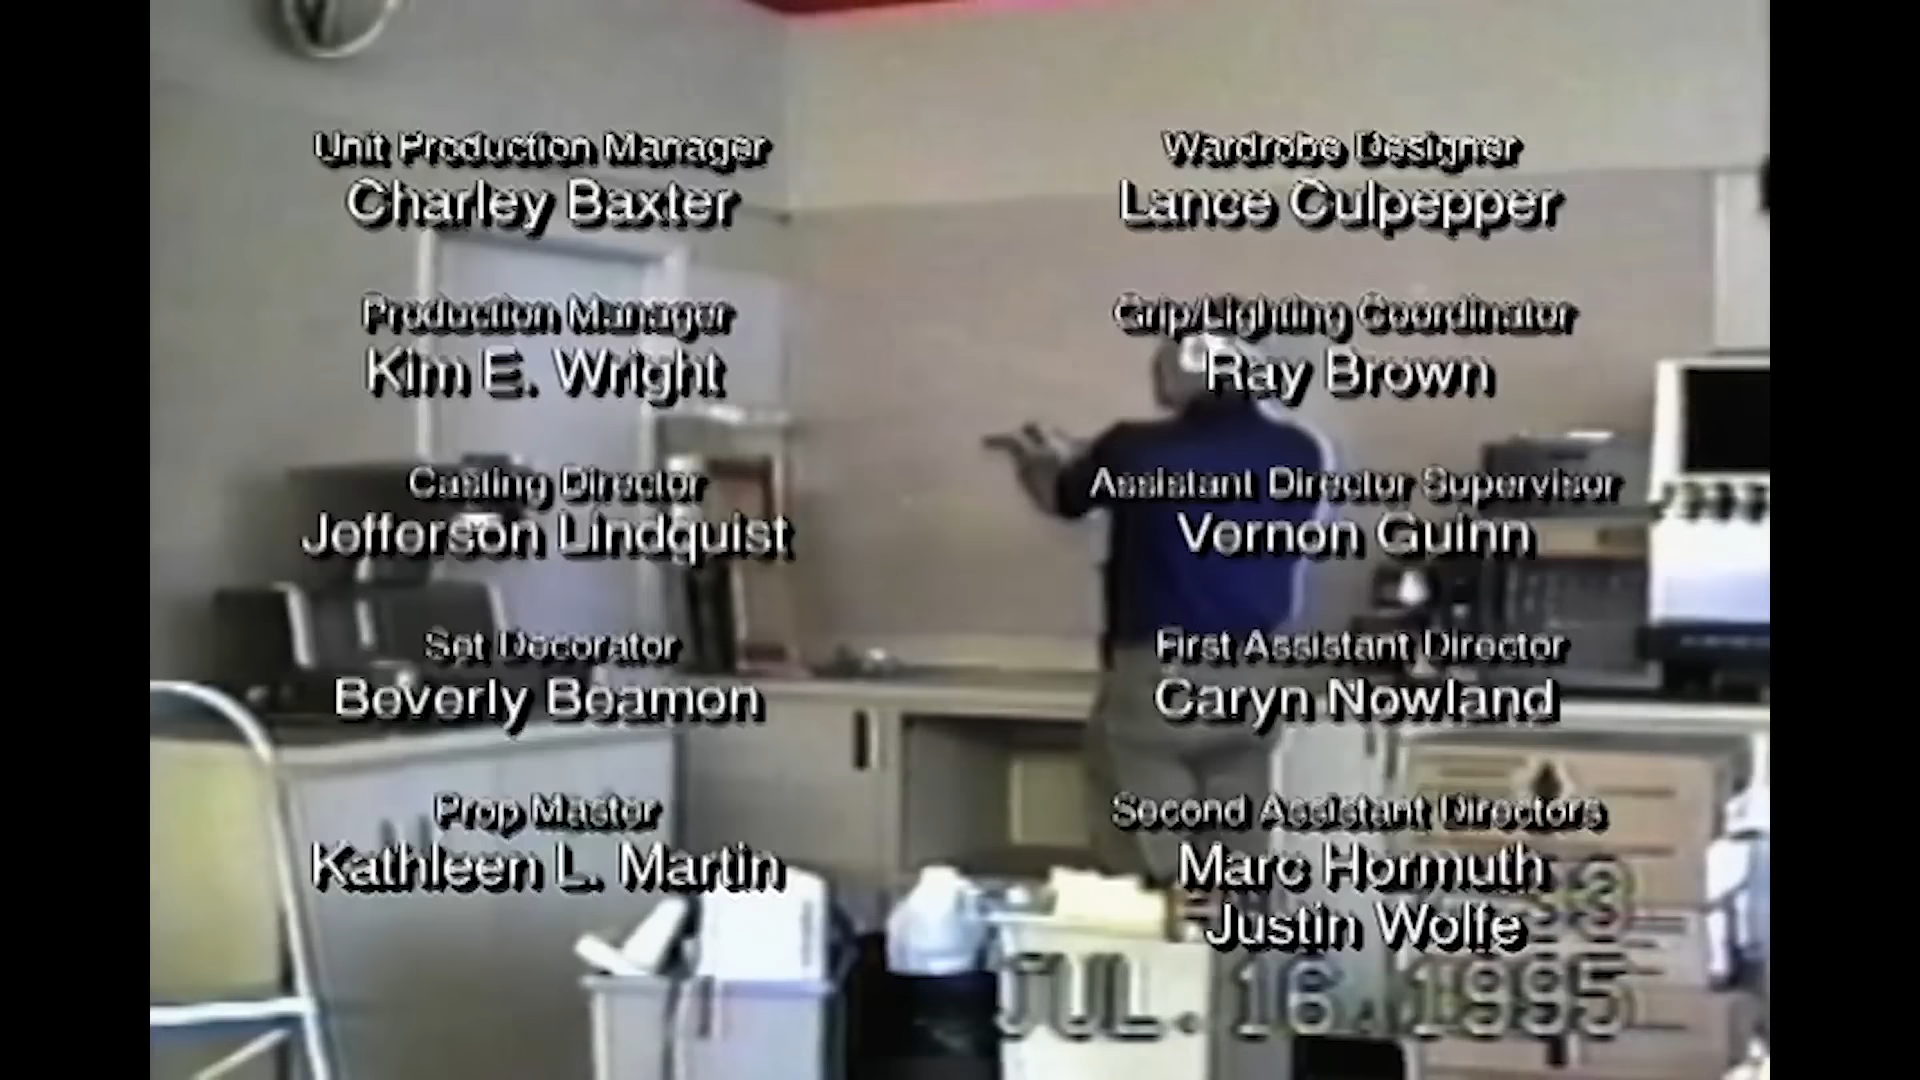 Unit Production Manager
Charley Baxter
Production Manager
Kim E. Wright
Casting Director
Jefferson Lindquist
Set Decorator
Beverly Beamon
Prop Master
Kathleen L. Martin
Wardrobe Designer
Lance Culpepper
Grip/Lighting Coordinator
Ray Brown
Assistant Director Supervisor
Vernon Guinn
First Assistant Director
Caryn Nowland
Second Assistant Directors
Marc Hormuth
Justin Wolfe
JUL. 16. 1995